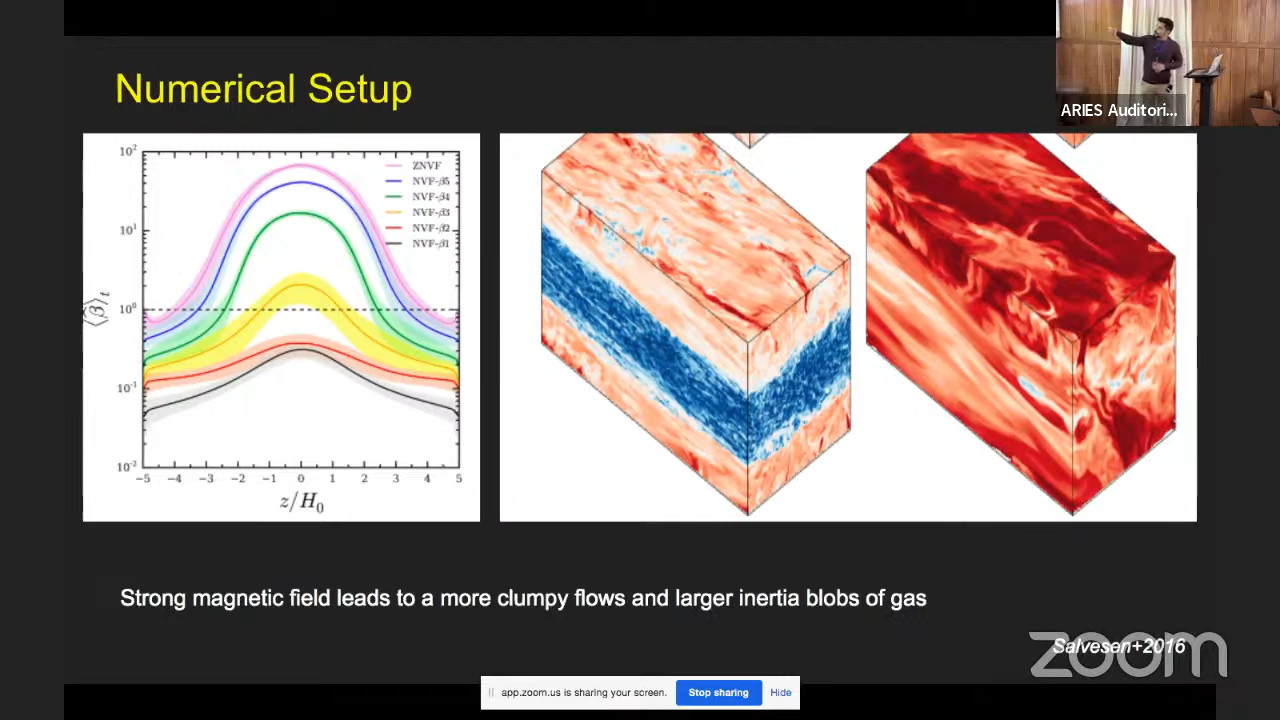 Numerical Setup
ARIES Auditori...
10²
10¹
10⁰
10⁻¹
10⁻²
⟨β̂⟩ₜ
ZNVF
NVF-β5
NVF-β4
NVF-β3
NVF-β2
NVF-β1
−5 −4 −3 −2 −1 0 1 2 3 4 5
z/H₀
Strong magnetic field leads to a more clumpy flows and larger inertia blobs of gas
Salvesen+2016
zoom
app.zoom.us is sharing your screen. Stop sharing Hide